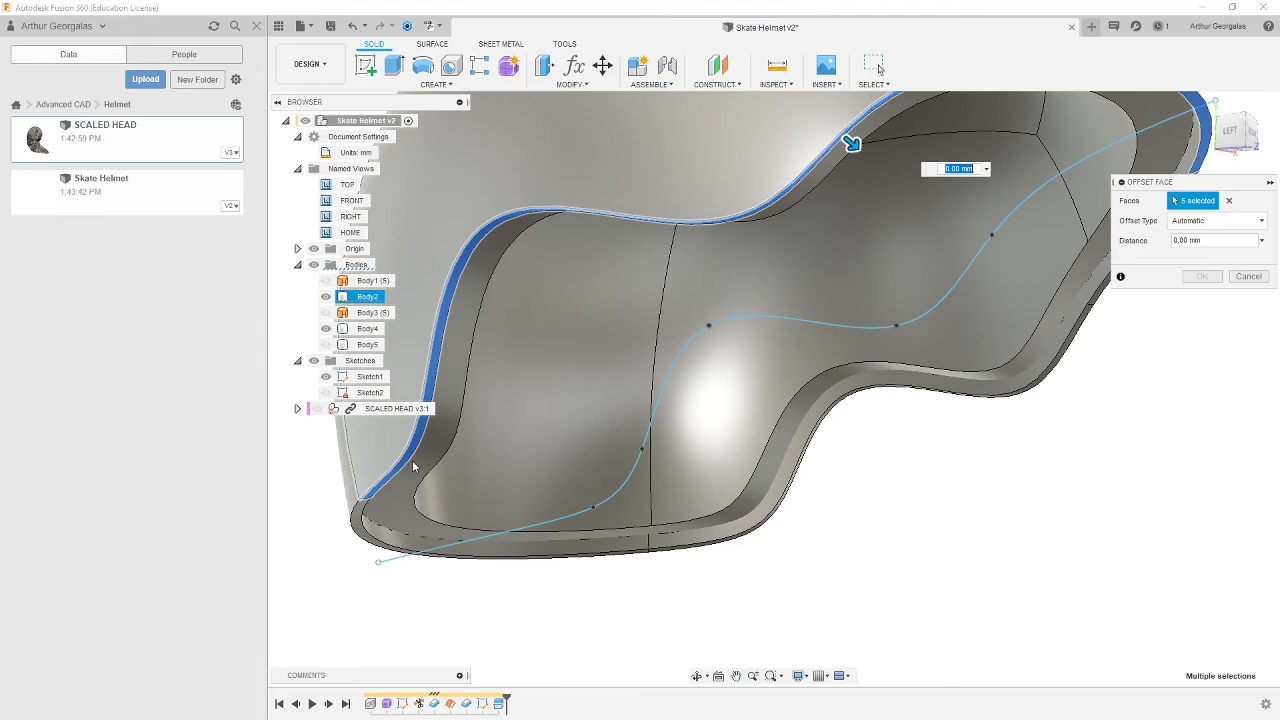 Autodesk Fusion 360 (Education License)
Arthur Georgalas
Skate Helmet v2*
1
Arthur Georgalas
Data
People
DESIGN
SOLID
SURFACE
SHEET METAL
TOOLS
CREATE
MODIFY
ASSEMBLE
CONSTRUCT
INSPECT
INSERT
SELECT
Upload
New Folder
Advanced CAD
Helmet
SCALED HEAD
1:42:59 PM
V3
Skate Helmet
1:43:42 PM
V2
BROWSER
Skate Helmet v2
Document Settings
Units: mm
Named Views
TOP
FRONT
RIGHT
HOME
Origin
Bodies
Body1 (5)
Body2
Body3 (5)
Body4
Body5
Sketches
Sketch1
Sketch2
SCALED HEAD v3:1
0.00 mm
LEFT
Z
OFFSET FACE
Faces
5 selected
Offset Type
Automatic
Distance
0.00 mm
OK
Cancel
COMMENTS
Multiple selections